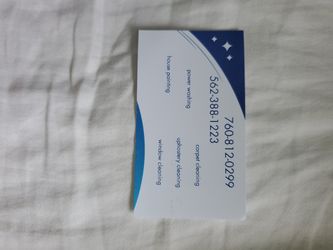 760-812-0299
562-388-1223
carpet cleaning
power washing
upholstery cleaning
house painting
window cleaning